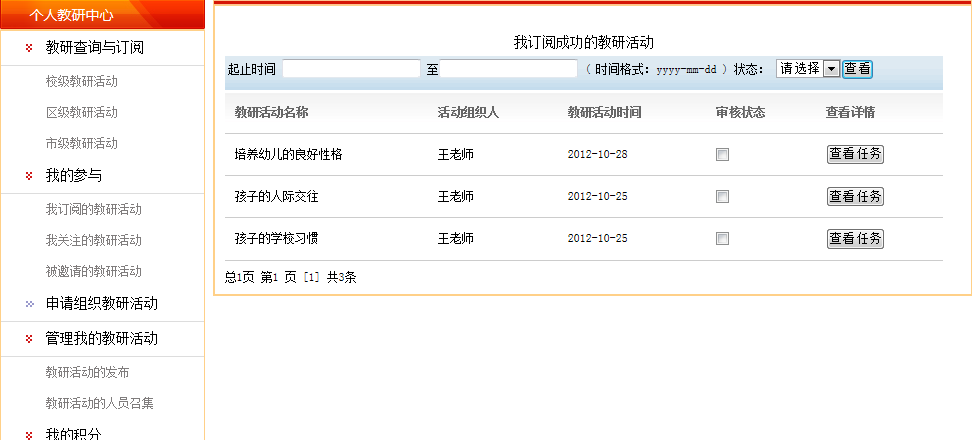 个人教研中心
教研查询与订阅
校级教研活动
区级教研活动
市级教研活动
我的参与
我订阅的教研活动
我关注的教研活动
被邀请的教研活动
申请组织教研活动
管理我的教研活动
教研活动的发布
教研活动的人员召集
我的积分
我订阅成功的教研活动
起止时间 至 （时间格式：yyyy-mm-dd ）状态： 请选择 查看
教研活动名称 活动组织人 教研活动时间 审核状态 查看详情
培养幼儿的良好性格 王老师 2012-10-28 查看任务
孩子的人际交往 王老师 2012-10-25 查看任务
孩子的学校习惯 王老师 2012-10-25 查看任务
总1页 第1 页 [1] 共3条